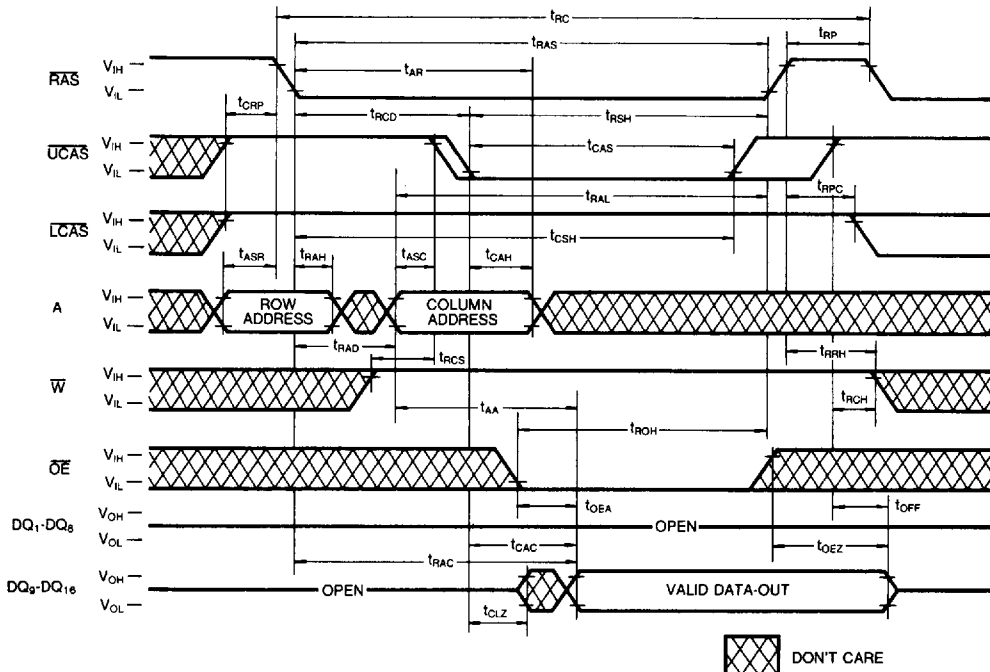 tRC
tRP
tRAS
tAR
RAS VIH
VIL
tCRP
tRCD
tRSH
UCAS VIH
VIL
tCAS
tRAL
tRPC
LCAS VIH
VIL
tCSH
tASR tRAH tASC tCAH
A VIH
VIL
ROW ADDRESS
COLUMN ADDRESS
tRAD
tRCS
tRRH
W VIH
VIL
tAA
tRCH
tROH
OE VIH
VIL
tOEA
tOFF
DQ1-DQ8 VOH
VOL
OPEN
tCAC
tOEZ
tRAC
DQ9-DQ16 VOH
VOL
OPEN
VALID DATA-OUT
tCLZ
DON'T CARE